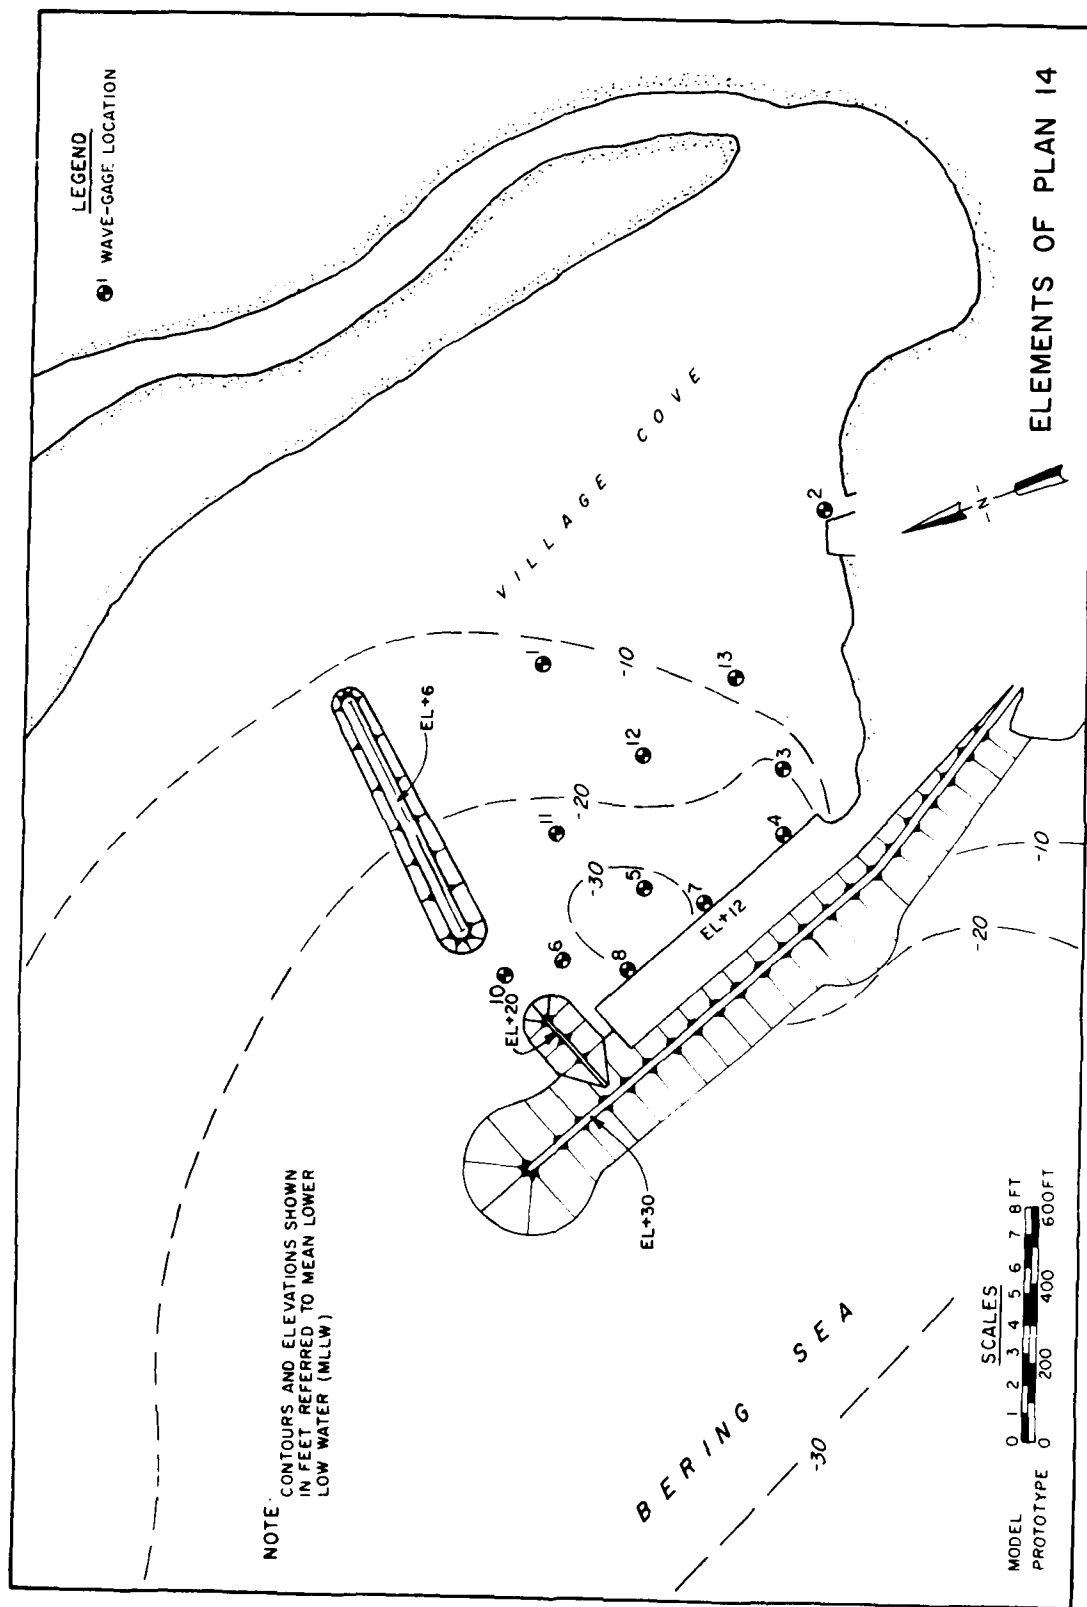 LEGEND
1 WAVE-GAGE LOCATION
NOTE: CONTOURS AND ELEVATIONS SHOWN
IN FEET REFERRED TO MEAN LOWER
LOW WATER (MLLW)
VILLAGE COVE
EL+6
-10
-20
-30
1
2
3
4
5
6
7
8
10
11
12
13
EL+20
EL+12
EL+30
-10
-20
-30
BERING SEA
-N-
SCALES
MODEL 0 1 2 3 4 5 6 7 8 FT
PROTOTYPE 0 200 400 600 FT
ELEMENTS OF PLAN 14